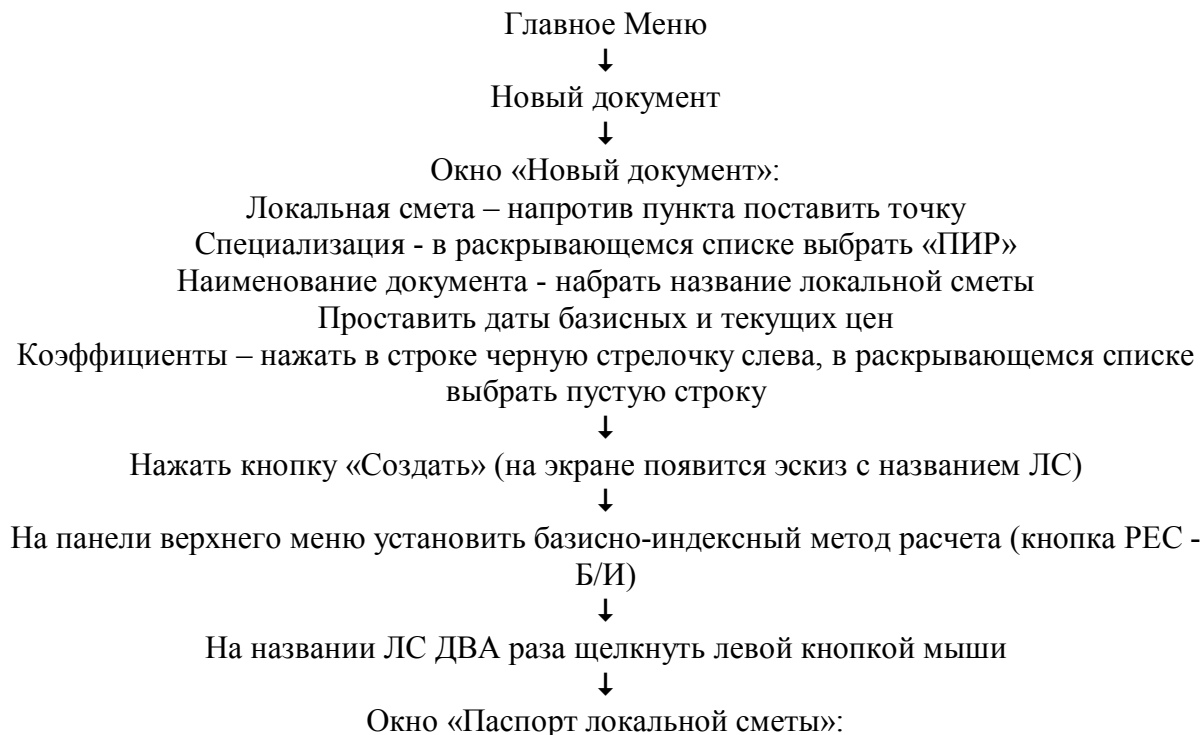 Главное Меню
↓
Новый документ
↓
Окно «Новый документ»:
Локальная смета – напротив пункта поставить точку
Специализация - в раскрывающемся списке выбрать «ПИР»
Наименование документа - набрать название локальной сметы
Проставить даты базисных и текущих цен
Коэффициенты – нажать в строке черную стрелочку слева, в раскрывающемся списке
выбрать пустую строку
↓
Нажать кнопку «Создать» (на экране появится эскиз с названием ЛС)
↓
На панели верхнего меню установить базисно-индексный метод расчета (кнопка РЕС -
Б/И)
↓
На названии ЛС ДВА раза щелкнуть левой кнопкой мыши
↓
Окно «Паспорт локальной сметы»: